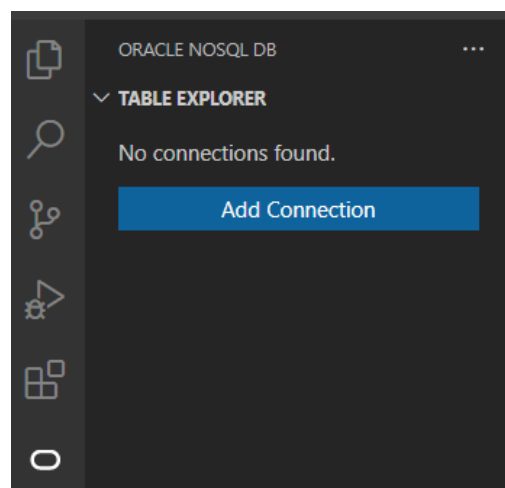 ORACLE NOSQL DB
TABLE EXPLORER
No connections found.
Add Connection